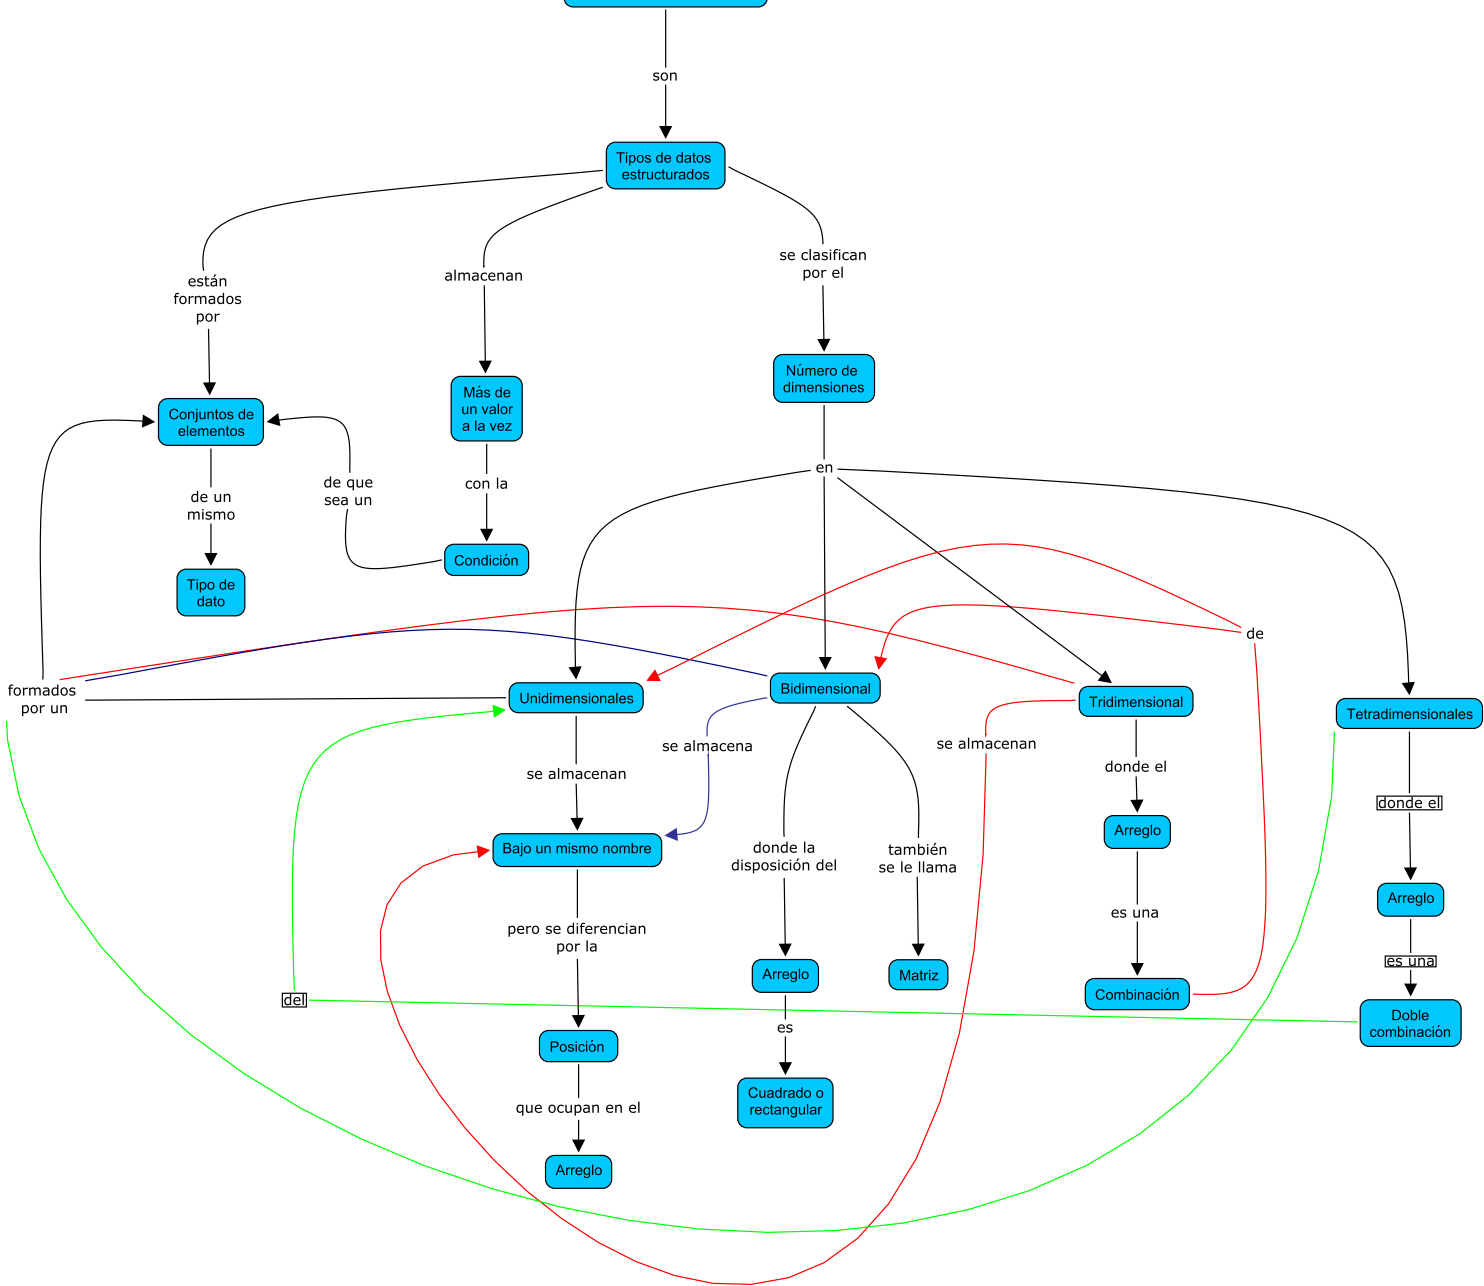 son
Tipos de datos
estructurados
están
formados
por
almacenan
se clasifican
por el
Conjuntos de
elementos
Más de
un valor
a la vez
Número de
dimensiones
de un
mismo
de que
sea un
con la
en
Tipo de
dato
Condición
de
formados
por un
Unidimensionales
Bidimensional
Tridimensional
Tetradimensionales
se almacenan
se almacena
se almacenan
donde el
donde el
Bajo un mismo nombre
donde la
disposición del
también
se le llama
Arreglo
Arreglo
pero se diferencian
por la
es una
es una
Arreglo
Matriz
Combinación
Doble
combinación
del
es
Posición
Cuadrado o
rectangular
que ocupan en el
Arreglo